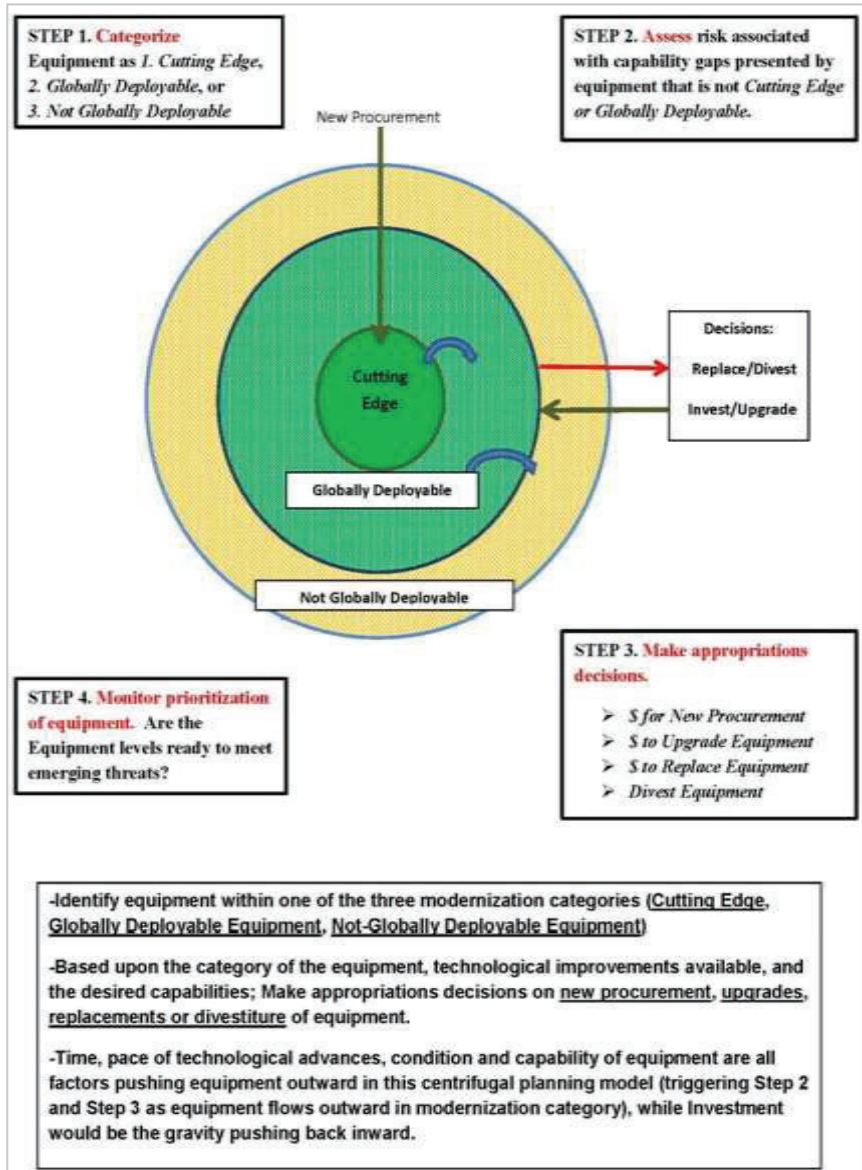 STEP 1. Categorize
Equipment as 1. Cutting Edge,
2. Globally Deployable, or
3. Not Globally Deployable
STEP 2. Assess risk associated
with capability gaps presented by
equipment that is not Cutting Edge
or Globally Deployable.
New Procurement
Cutting
Edge
Decisions:
Replace/Divest
Invest/Upgrade
Globally Deployable
Not Globally Deployable
STEP 3. Make appropriations
decisions.
➢ $ for New Procurement
➢ $ to Upgrade Equipment
➢ $ to Replace Equipment
➢ Divest Equipment
STEP 4. Monitor prioritization
of equipment. Are the
Equipment levels ready to meet
emerging threats?
-Identify equipment within one of the three modernization categories (Cutting Edge,
Globally Deployable Equipment, Not-Globally Deployable Equipment)
-Based upon the category of the equipment, technological improvements available, and
the desired capabilities; Make appropriations decisions on new procurement, upgrades,
replacements or divestiture of equipment.
-Time, pace of technological advances, condition and capability of equipment are all
factors pushing equipment outward in this centrifugal planning model (triggering Step 2
and Step 3 as equipment flows outward in modernization category), while Investment
would be the gravity pushing back inward.